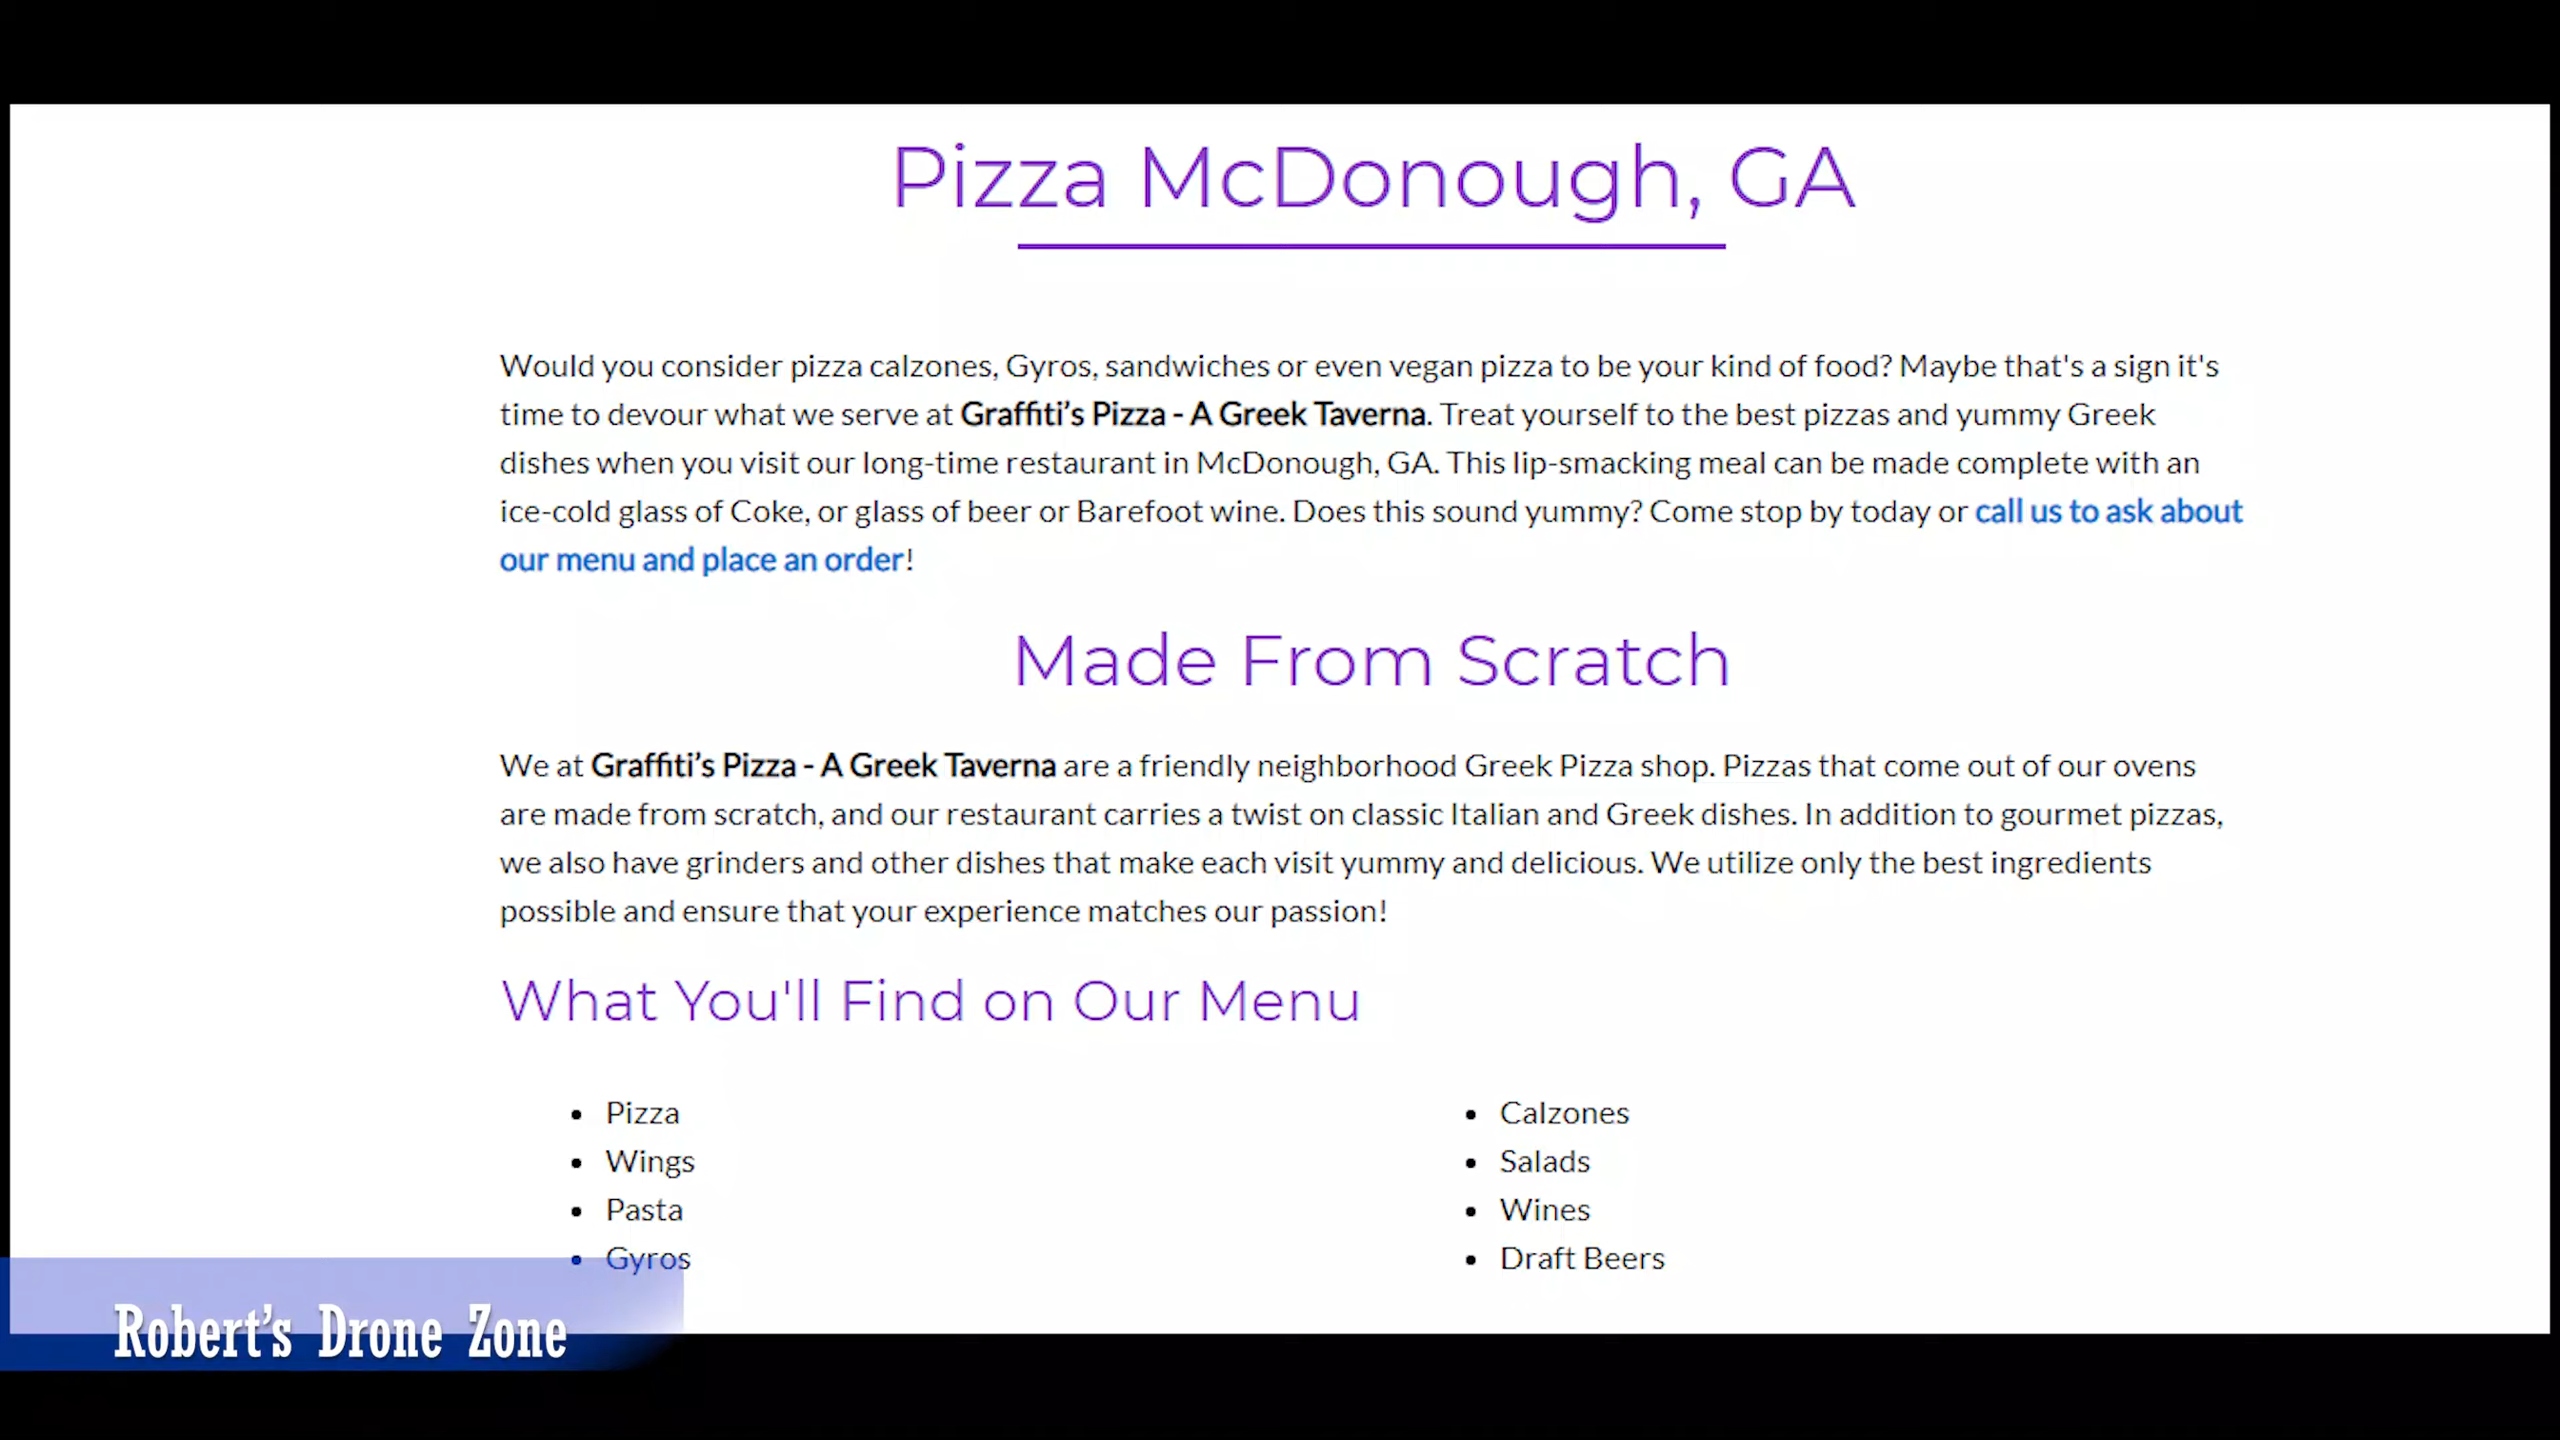 Pizza McDonough, GA
Would you consider pizza calzones, Gyros, sandwiches or even vegan pizza to be your kind of food? Maybe that's a sign it's
time to devour what we serve at Graffiti’s Pizza - A Greek Taverna. Treat yourself to the best pizzas and yummy Greek
dishes when you visit our long-time restaurant in McDonough, GA. This lip-smacking meal can be made complete with an
ice-cold glass of Coke, or glass of beer or Barefoot wine. Does this sound yummy? Come stop by today or call us to ask about
our menu and place an order!
Made From Scratch
We at Graffiti’s Pizza - A Greek Taverna are a friendly neighborhood Greek Pizza shop. Pizzas that come out of our ovens
are made from scratch, and our restaurant carries a twist on classic Italian and Greek dishes. In addition to gourmet pizzas,
we also have grinders and other dishes that make each visit yummy and delicious. We utilize only the best ingredients
possible and ensure that your experience matches our passion!
What You'll Find on Our Menu
• Pizza
• Wings
• Pasta
• Gyros
• Calzones
• Salads
• Wines
• Draft Beers
Robert’s Drone Zone